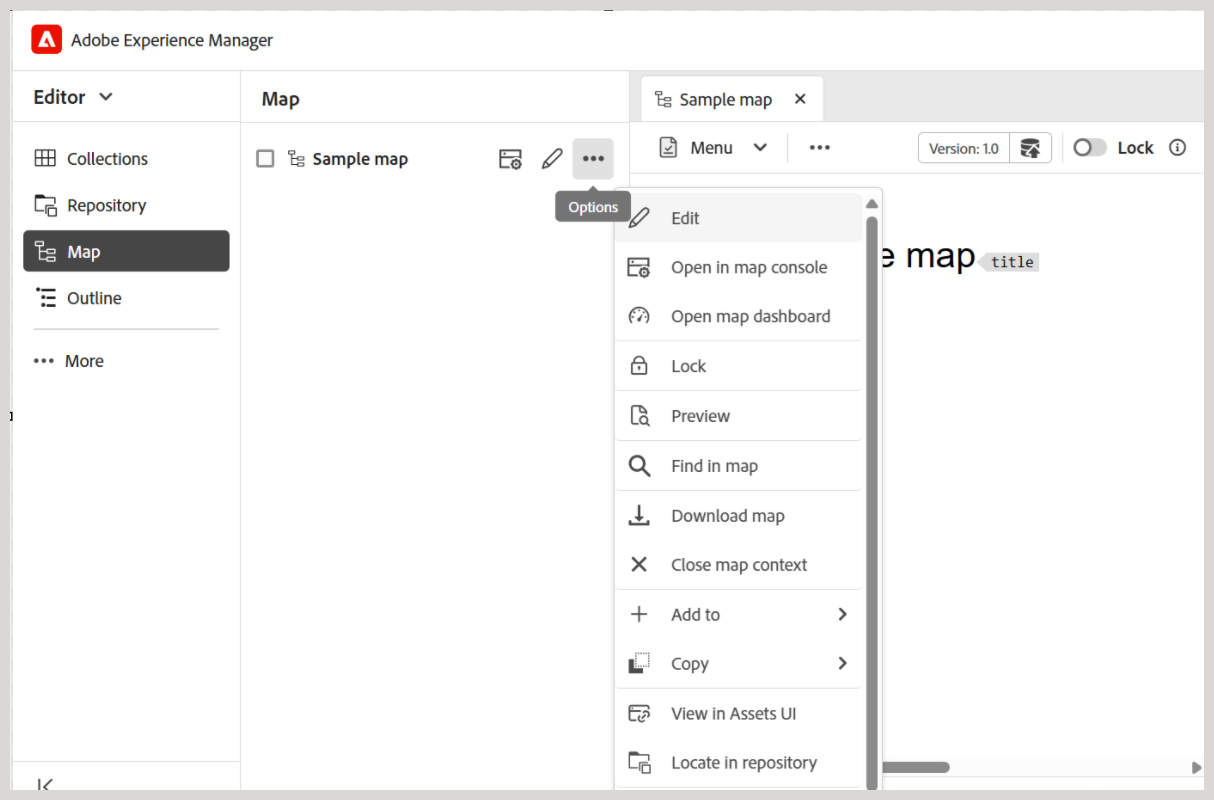 Adobe Experience Manager
Editor
Map
Sample map
Collections
Repository
Map
Outline
More
Sample map
Options
Menu
Version: 1.0
Lock
e map
title
Edit
Open in map console
Open map dashboard
Lock
Preview
Find in map
Download map
Close map context
Add to
Copy
View in Assets UI
Locate in repository